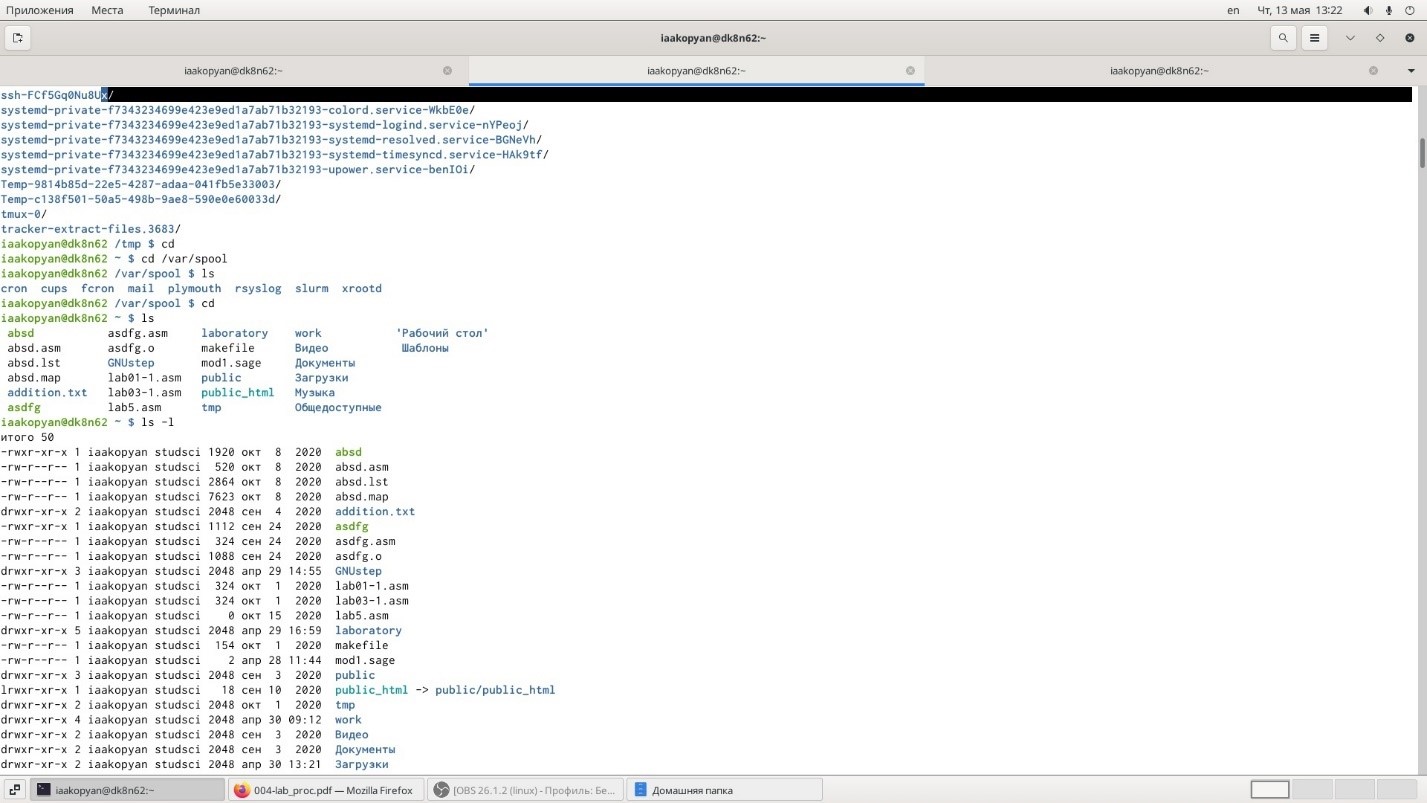 Приложения Места Терминал en Чт, 13 мая 13:22
iaakopyan@dk8n62:~
iaakopyan@dk8n62:~ iaakopyan@dk8n62:~ iaakopyan@dk8n62:~
ssh-FCf5Gq0Nu8Ux/
systemd-private-f7343234699e423e9ed1a7ab71b32193-colord.service-WkbE0e/
systemd-private-f7343234699e423e9ed1a7ab71b32193-systemd-logind.service-nYPeoj/
systemd-private-f7343234699e423e9ed1a7ab71b32193-systemd-resolved.service-BGNeVh/
systemd-private-f7343234699e423e9ed1a7ab71b32193-systemd-timesyncd.service-HAk9tf/
systemd-private-f7343234699e423e9ed1a7ab71b32193-upower.service-benIOi/
Temp-9814b85d-22e5-4287-adaa-041fb5e33003/
Temp-c138f501-50a5-498b-9ae8-590e0e60033d/
tmux-0/
tracker-extract-files.3683/
iaakopyan@dk8n62 /tmp $ cd
iaakopyan@dk8n62 ~ $ cd /var/spool
iaakopyan@dk8n62 /var/spool $ ls
cron cups fcron mail plymouth rsyslog slurm xrootd
iaakopyan@dk8n62 /var/spool $ cd
iaakopyan@dk8n62 ~ $ ls
absd asdfg.asm laboratory work 'Рабочий стол'
absd.asm asdfg.o makefile Видео Шаблоны
absd.lst GNUstep mod1.sage Документы
absd.map lab01-1.asm public Загрузки
addition.txt lab03-1.asm public_html Музыка
asdfg lab5.asm tmp Общедоступные
iaakopyan@dk8n62 ~ $ ls -l
итого 50
-rwxr-xr-x 1 iaakopyan studsci 1920 окт 8 2020 absd
-rw-r--r-- 1 iaakopyan studsci 520 окт 8 2020 absd.asm
-rw-r--r-- 1 iaakopyan studsci 2864 окт 8 2020 absd.lst
-rw-r--r-- 1 iaakopyan studsci 7623 окт 8 2020 absd.map
drwxr-xr-x 2 iaakopyan studsci 2048 сен 4 2020 addition.txt
-rwxr-xr-x 1 iaakopyan studsci 1112 сен 24 2020 asdfg
-rw-r--r-- 1 iaakopyan studsci 324 сен 24 2020 asdfg.asm
-rw-r--r-- 1 iaakopyan studsci 1088 сен 24 2020 asdfg.o
drwxr-xr-x 3 iaakopyan studsci 2048 апр 29 14:55 GNUstep
-rw-r--r-- 1 iaakopyan studsci 324 окт 1 2020 lab01-1.asm
-rw-r--r-- 1 iaakopyan studsci 324 окт 1 2020 lab03-1.asm
-rw-r--r-- 1 iaakopyan studsci 0 окт 15 2020 lab5.asm
drwxr-xr-x 5 iaakopyan studsci 2048 апр 29 16:59 laboratory
-rw-r--r-- 1 iaakopyan studsci 154 окт 1 2020 makefile
-rw-r--r-- 1 iaakopyan studsci 2 апр 28 11:44 mod1.sage
drwxr-xr-x 3 iaakopyan studsci 2048 сен 3 2020 public
lrwxr-xr-x 1 iaakopyan studsci 18 сен 10 2020 public_html -> public/public_html
drwxr-xr-x 2 iaakopyan studsci 2048 окт 1 2020 tmp
drwxr-xr-x 4 iaakopyan studsci 2048 апр 30 09:12 work
drwxr-xr-x 2 iaakopyan studsci 2048 сен 3 2020 Видео
drwxr-xr-x 2 iaakopyan studsci 2048 сен 3 2020 Документы
drwxr-xr-x 2 iaakopyan studsci 2048 апр 30 13:21 Загрузки
iaakopyan@dk8n62:~ 004-lab_proc.pdf — Mozilla Firefox [OBS 26.1.2 (linux) - Профиль: Бе... Домашняя папка